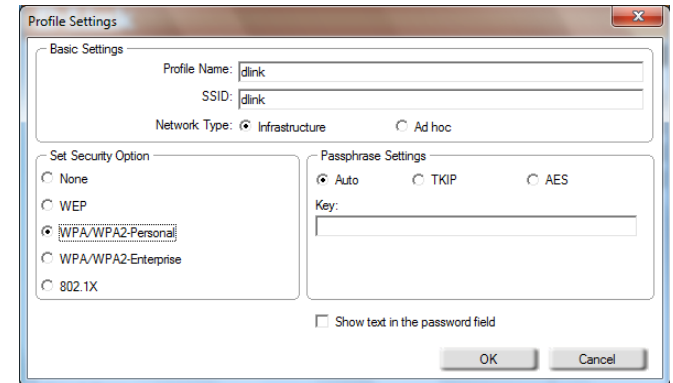 Profile Settings
Basic Settings
Profile Name: dlink
SSID: dlink
Network Type: Infrastructure Ad hoc
Set Security Option
None
WEP
WPA/WPA2-Personal
WPA/WPA2-Enterprise
802.1X
Passphrase Settings
Auto TKIP AES
Key:
Show text in the password field
OK Cancel